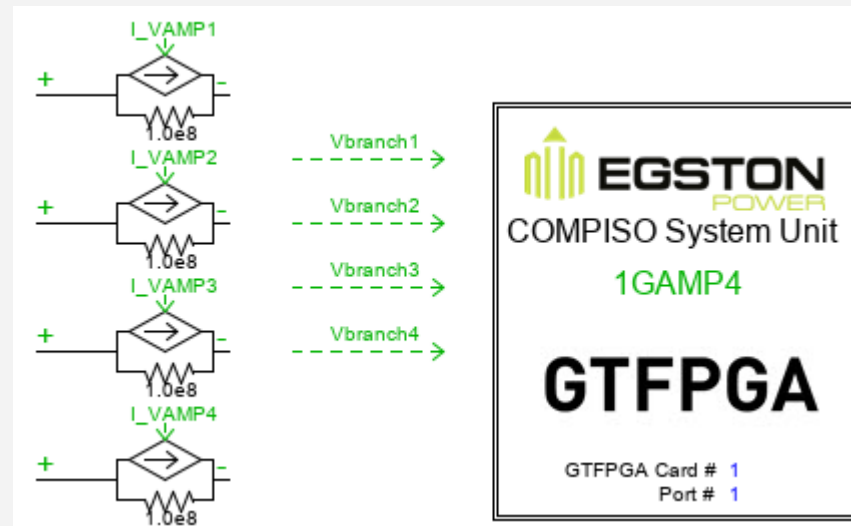 I_VAMP1
+ -
1.0e8
I_VAMP2
+ -
1.0e8
I_VAMP3
+ -
1.0e8
I_VAMP4
+ -
1.0e8
Vbranch1
Vbranch2
Vbranch3
Vbranch4
EGSTON
POWER
COMPISO System Unit
1GAMP4
GTFPGA
GTFPGA Card # 1
Port # 1